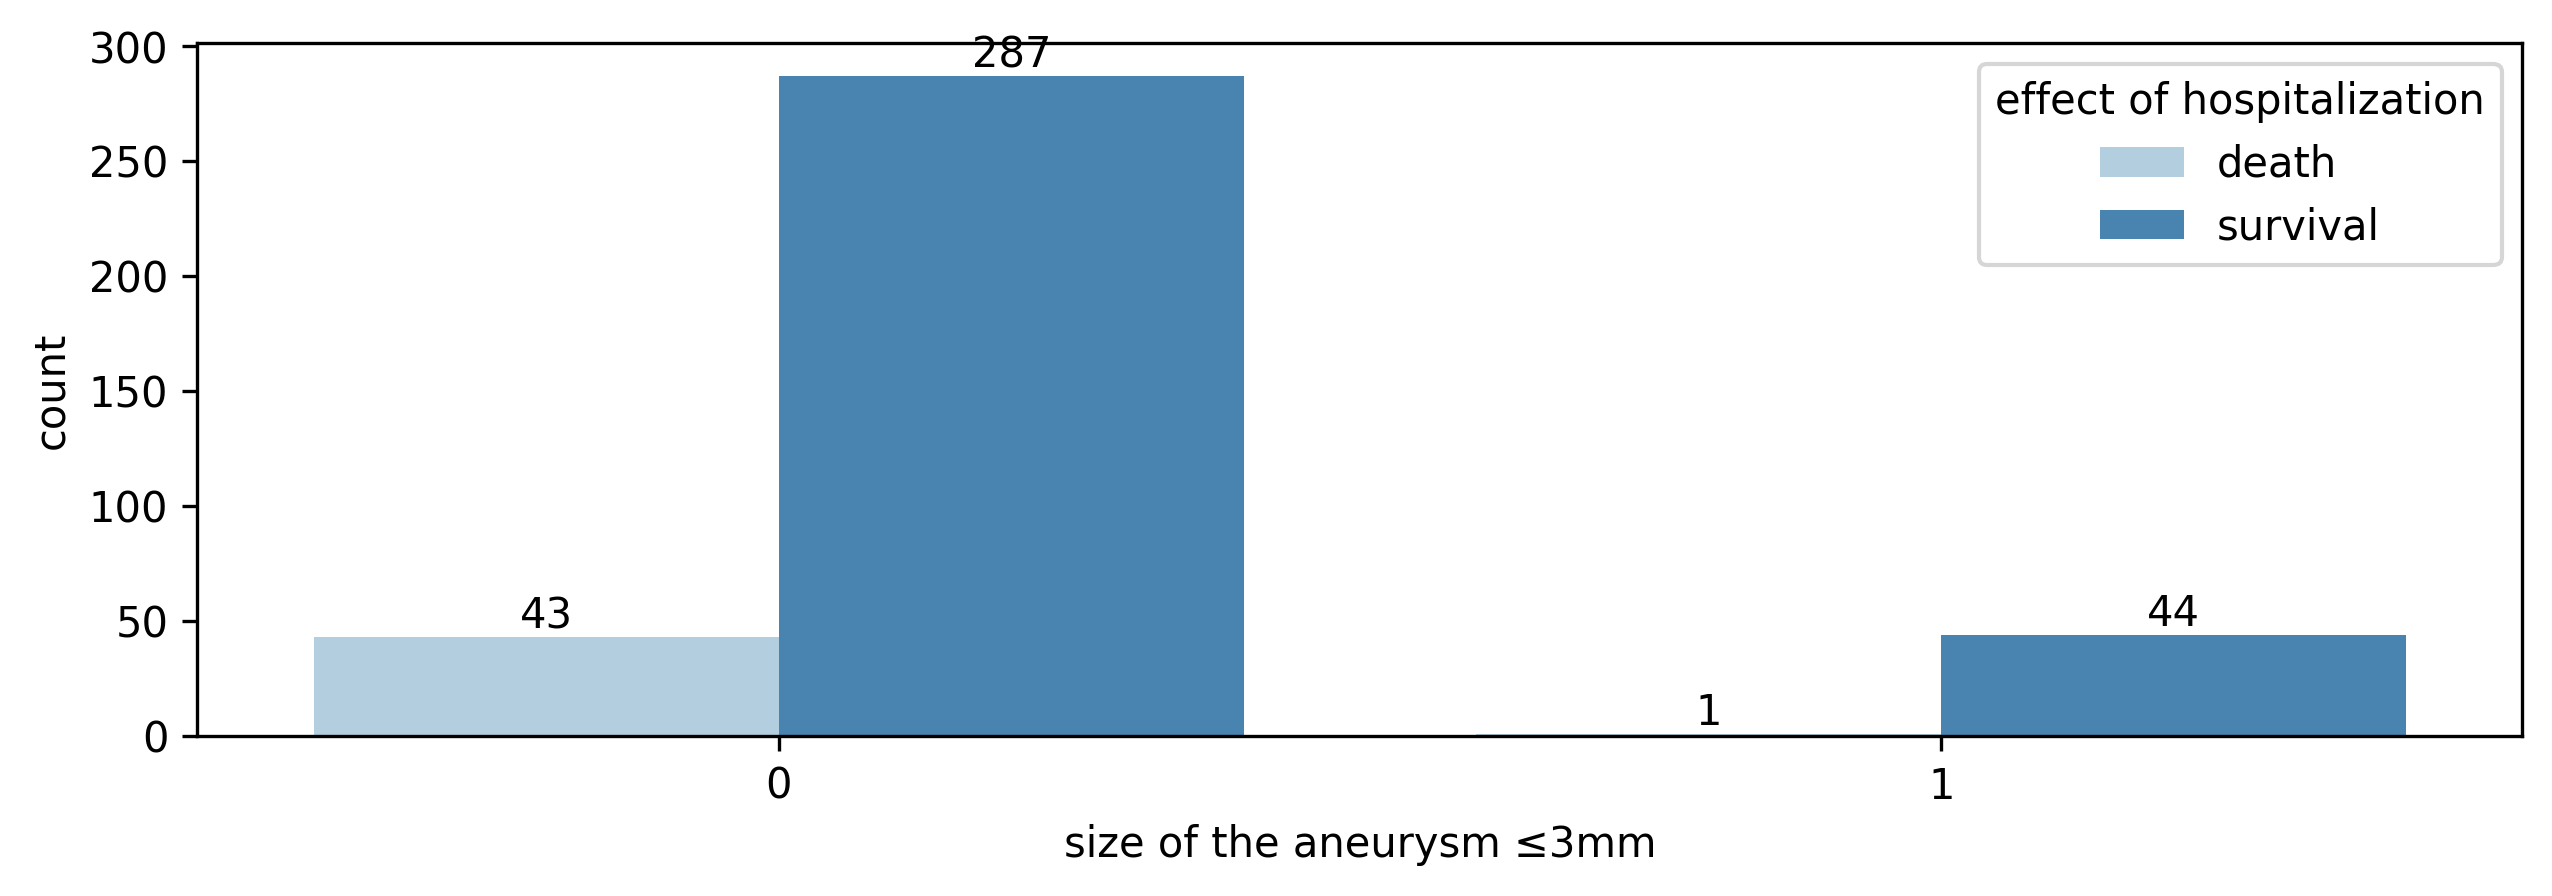 300
287
250
200
150
100
50
0
count
43
1
44
effect of hospitalization
death
survival
0
1
size of the aneurysm ≤3mm